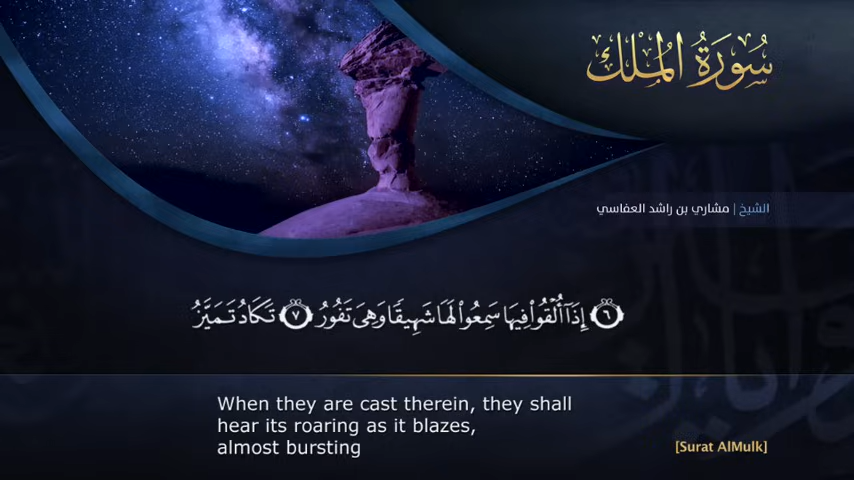 سُورَةُ المُلْك
الشيخ | مشاري بن راشد العفاسي
٦ إِذَآ أُلْقُوا۟ فِيهَا سَمِعُوا۟ لَهَا شَهِيقًا وَهِىَ تَفُورُ ٧ تَكَادُ تَمَيَّزُ
When they are cast therein, they shall
hear its roaring as it blazes,
almost bursting
[Surat AlMulk]